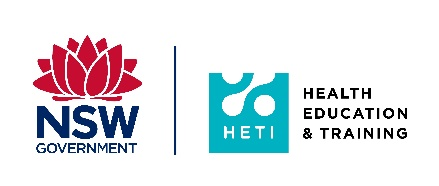 NSW
GOVERNMENT
HETI
HEALTH
EDUCATION
& TRAINING